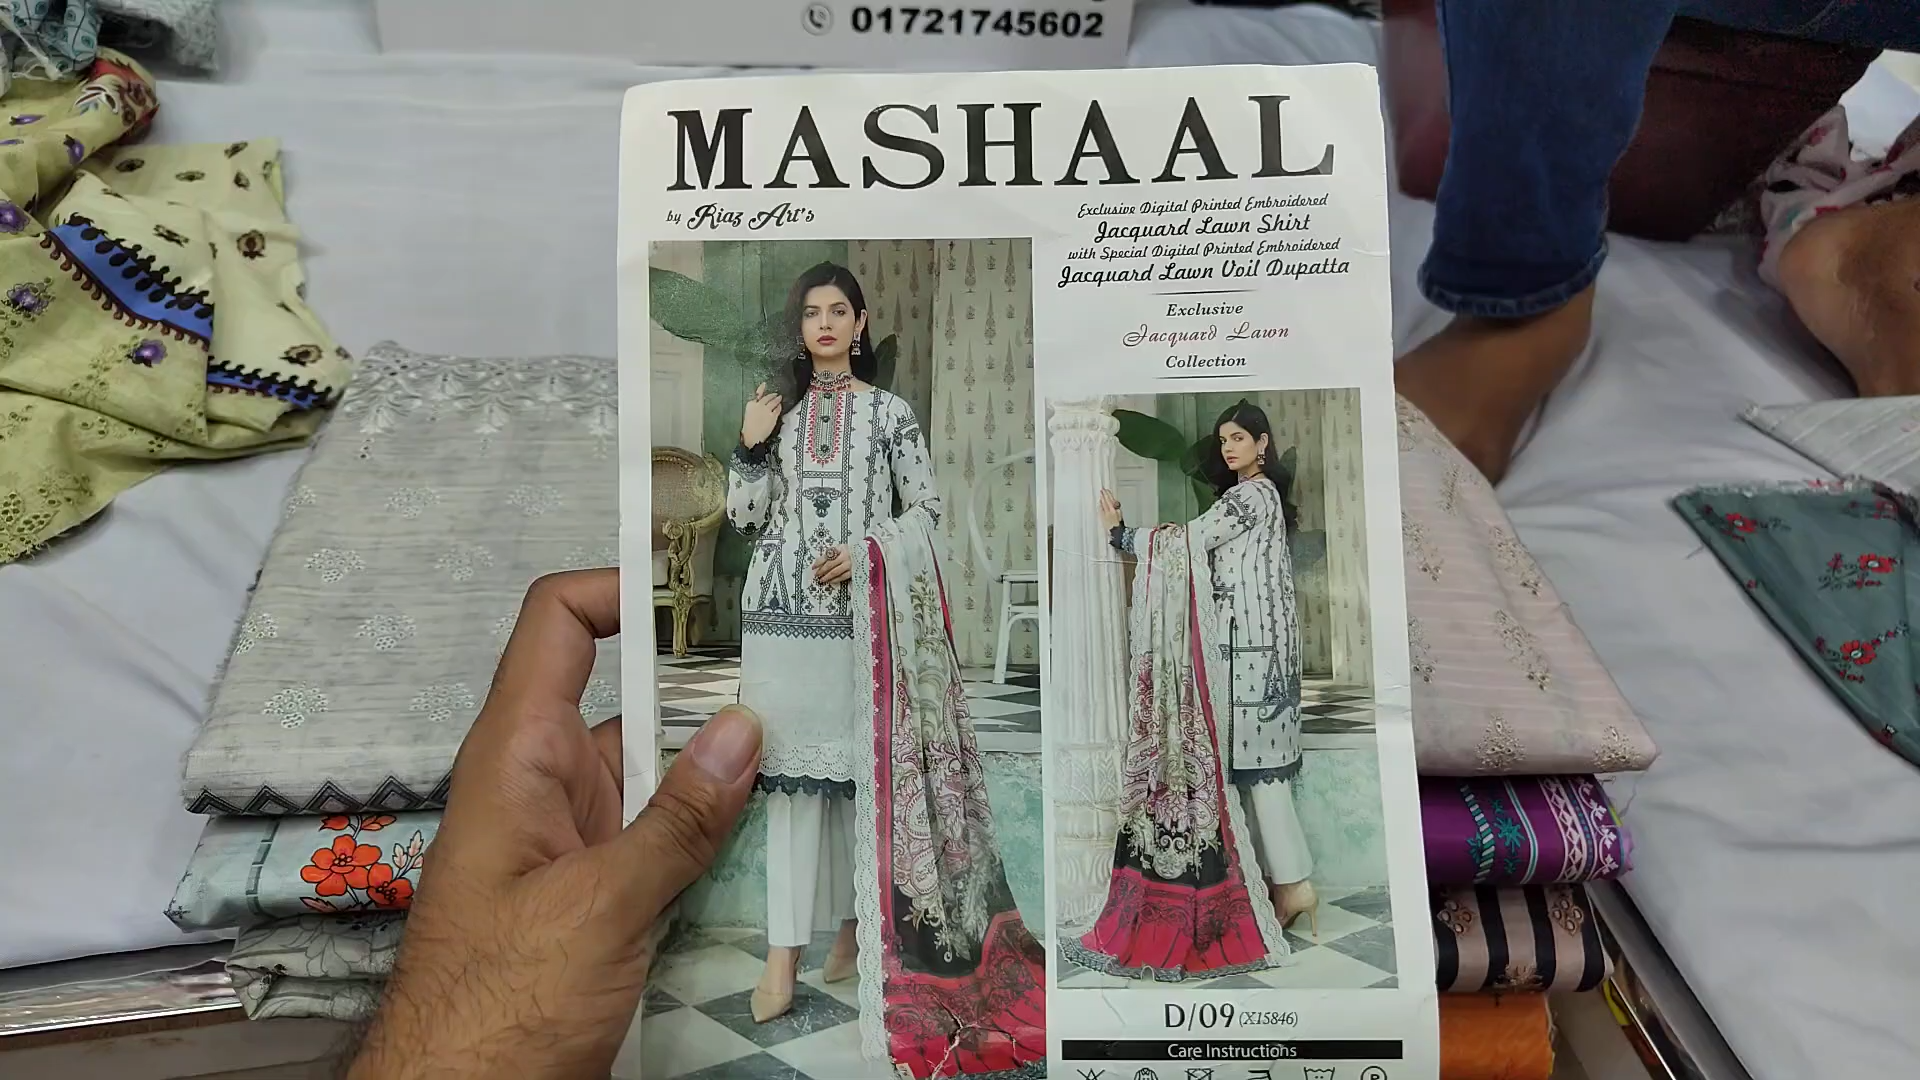 01721745602
MASHAAL
by Riaz Art's
Exclusive Digital Printed Embroidered
Jacquard Lawn Shirt
with Special Digital Printed Embroidered
Jacquard Lawn Voil Dupatta
Exclusive
Jacquard Lawn
Collection
D/09 (X15846)
Care Instructions
P